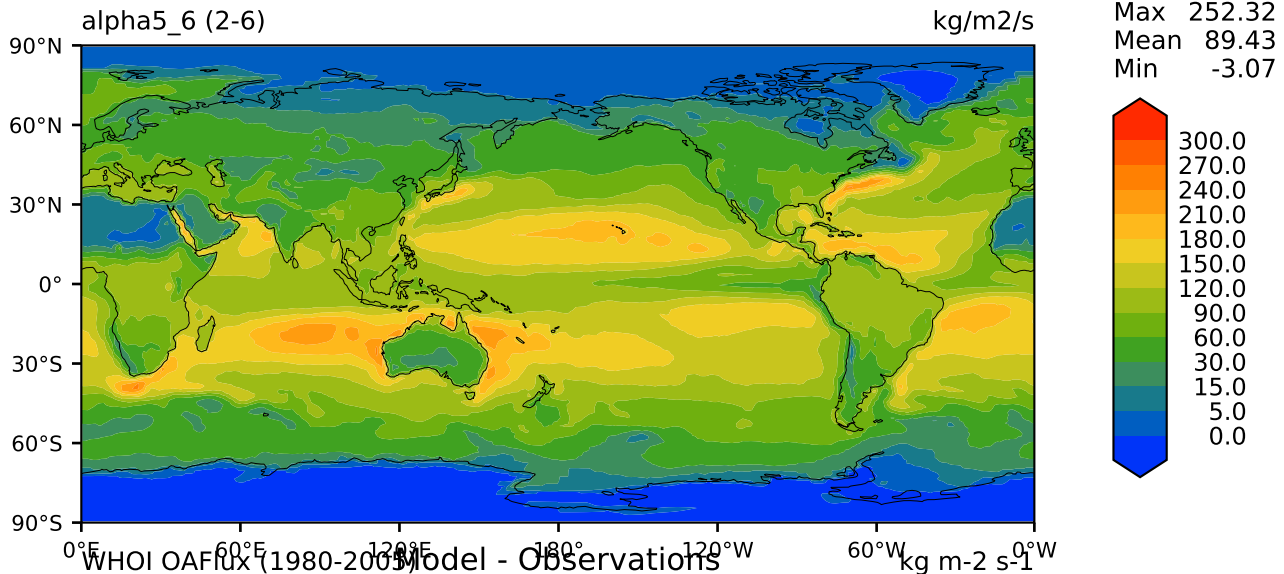 alpha5_6 (2-6) kg/m2/s
Max 252.32
Mean 89.43
Min -3.07
90°N
60°N
30°N
0°
30°S
60°S
90°S
300.0
270.0
240.0
210.0
180.0
150.0
120.0
90.0
60.0
30.0
15.0
5.0
0.0
0°E 60°E 120°E 180° 120°W 60°W 0°W
WHOI OAFlux (1980-2005) Model - Observations kg m-2 s-1